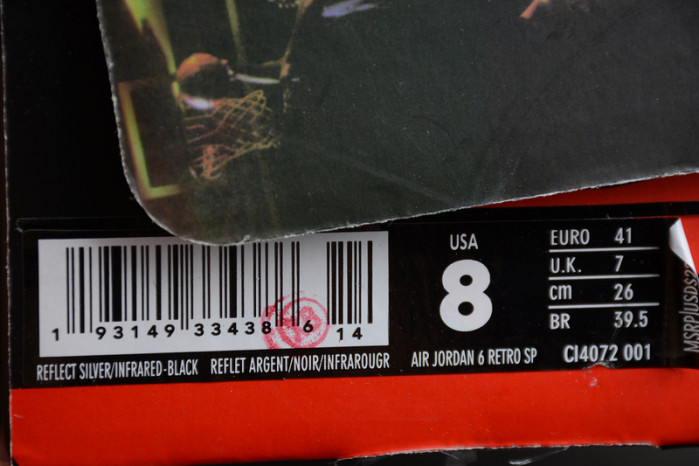 USA
8
EURO 41
U.K. 7
cm 26
BR 39.5
1 93149 33438 6 14
REFLECT SILVER/INFRARED-BLACK REFLET ARGENT/NOIR/INFRAROUGR
AIR JORDAN 6 RETRO SP
CI4072 001